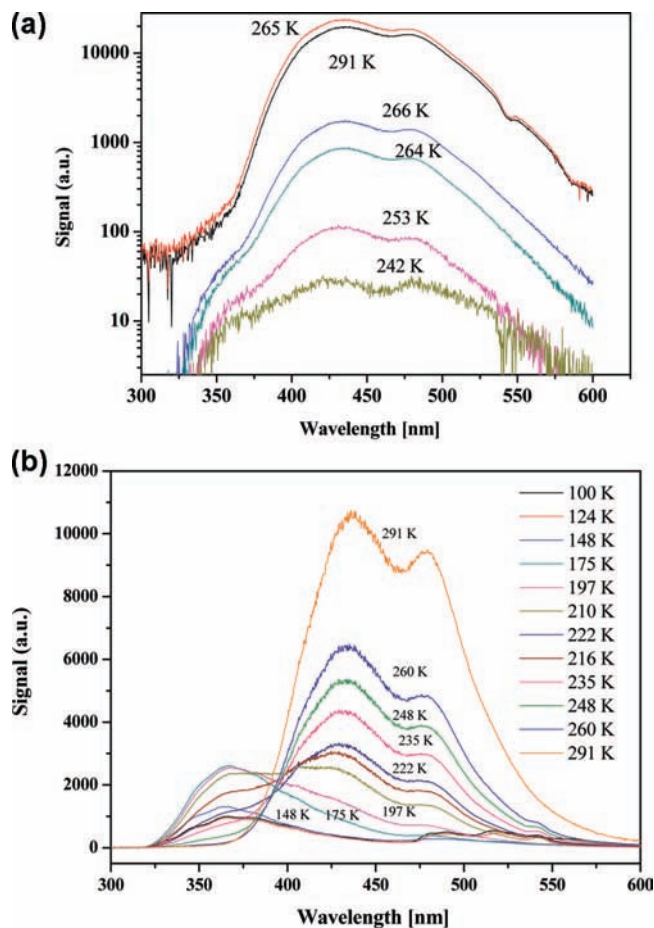 (a)
10000
1000
100
10
Signal (a.u.)
265 K
291 K
266 K
264 K
253 K
242 K
300 350 400 450 500 550 600
Wavelength [nm]
(b)
12000
10000
8000
6000
4000
2000
0
Signal (a.u.)
291 K
260 K
248 K
235 K
222 K
197 K
175 K
148 K
100 K
124 K
148 K
175 K
197 K
210 K
222 K
216 K
235 K
248 K
260 K
291 K
300 350 400 450 500 550 600
Wavelength [nm]